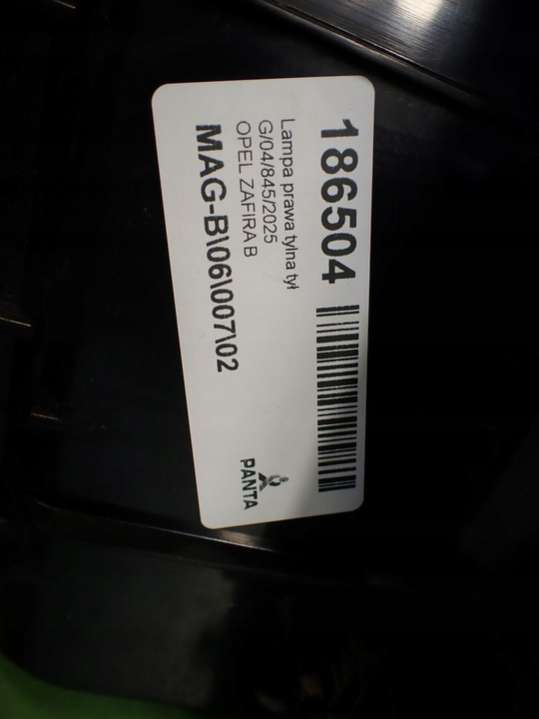 186504
Lampa prawa tylna tył
G/04/845/2025
OPEL ZAFIRA B
MAG-B\06\007\02
PANTA